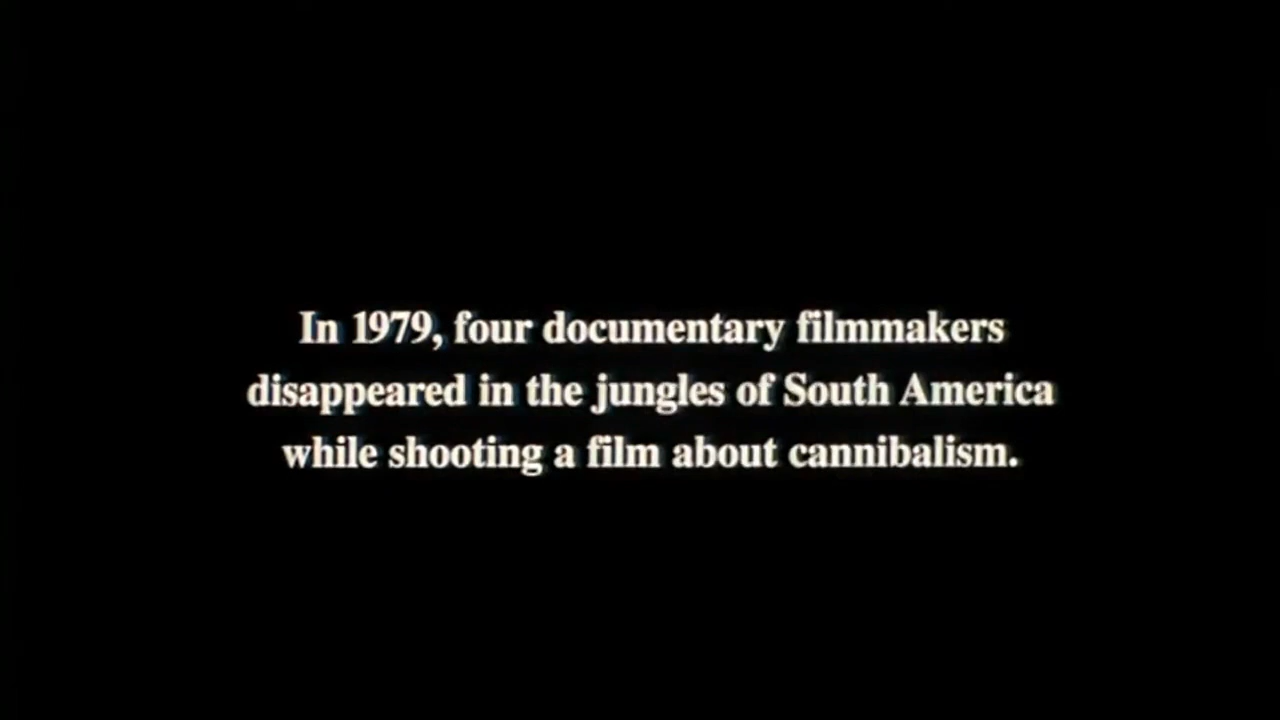 In 1979, four documentary filmmakers
disappeared in the jungles of South America
while shooting a film about cannibalism.